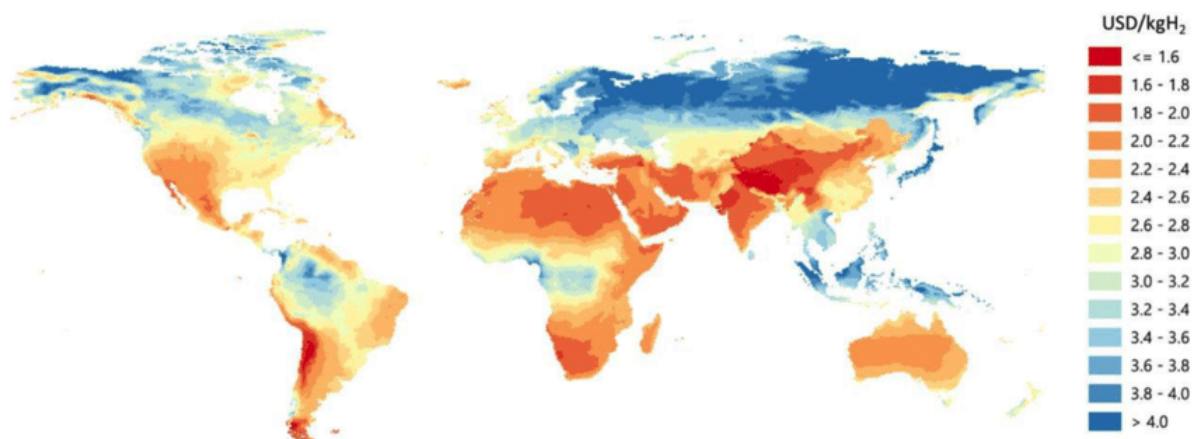 USD/kgH₂
<= 1.6
1.6 - 1.8
1.8 - 2.0
2.0 - 2.2
2.2 - 2.4
2.4 - 2.6
2.6 - 2.8
2.8 - 3.0
3.0 - 3.2
3.2 - 3.4
3.4 - 3.6
3.6 - 3.8
3.8 - 4.0
> 4.0